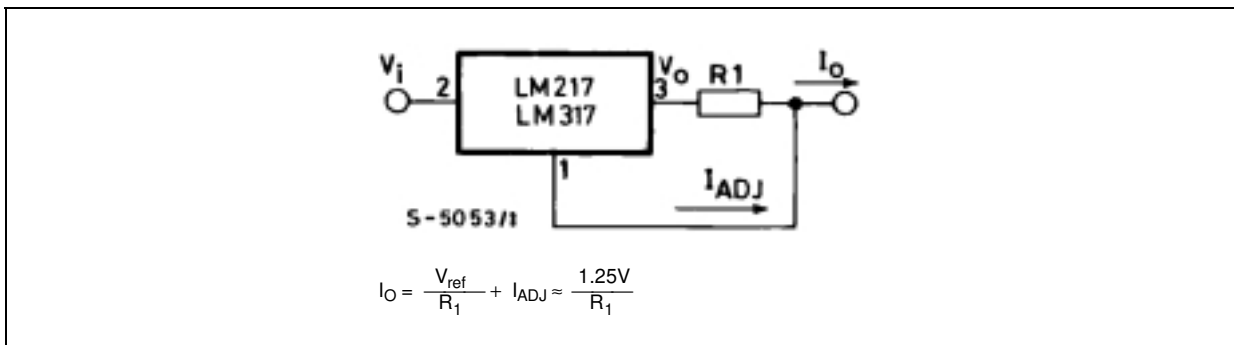 Vi
2
LM217
LM317
Vo
3
R1
Io
1
IADJ
S-5053/1
IO = Vref / R1 + IADJ ≈ 1.25V / R1